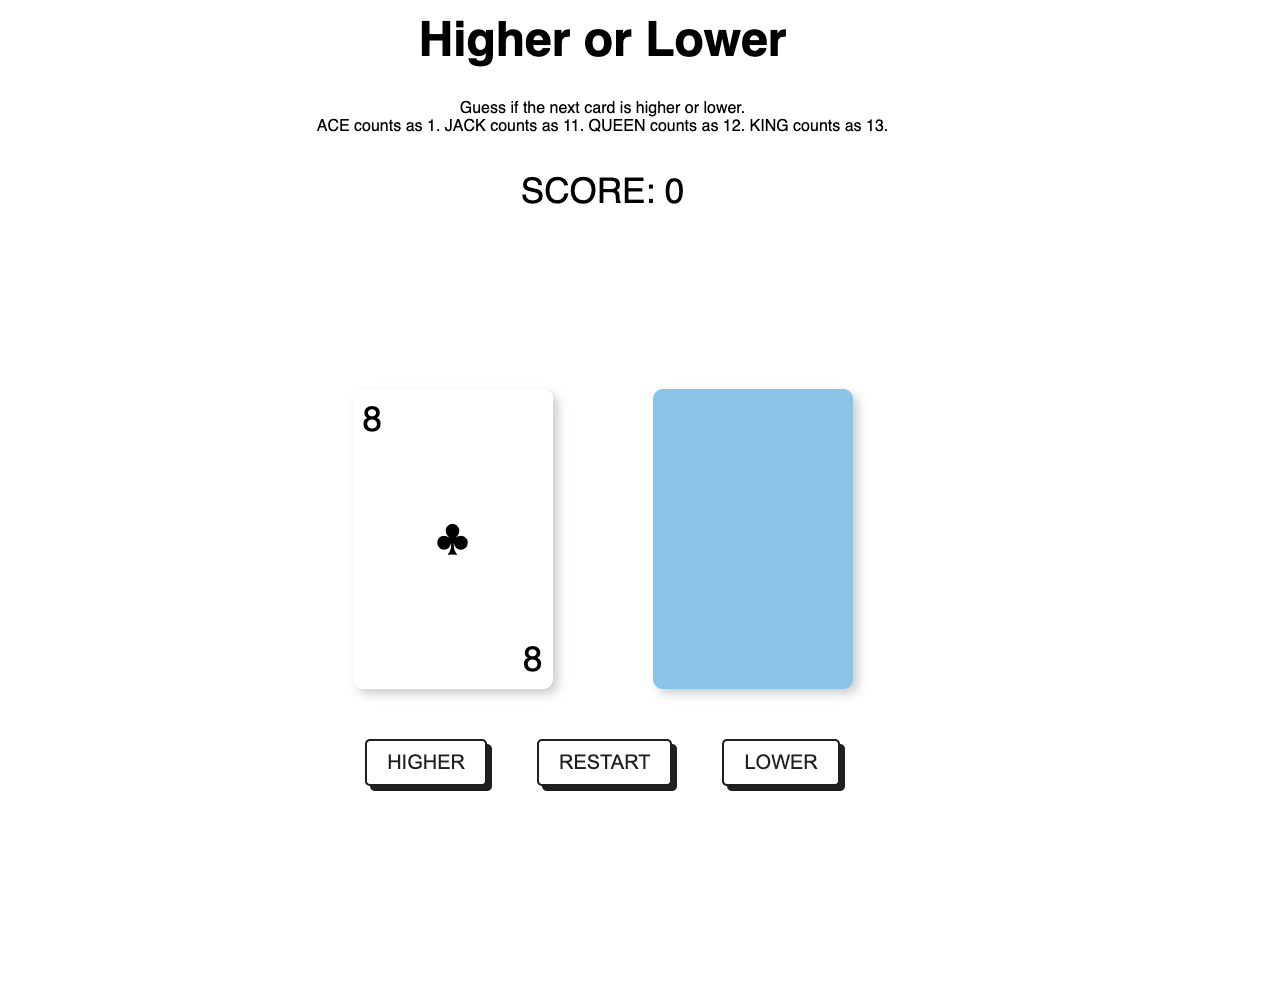 Higher or Lower
Guess if the next card is higher or lower.
ACE counts as 1. JACK counts as 11. QUEEN counts as 12. KING counts as 13.
SCORE: 0
8
♣
8
HIGHER
RESTART
LOWER